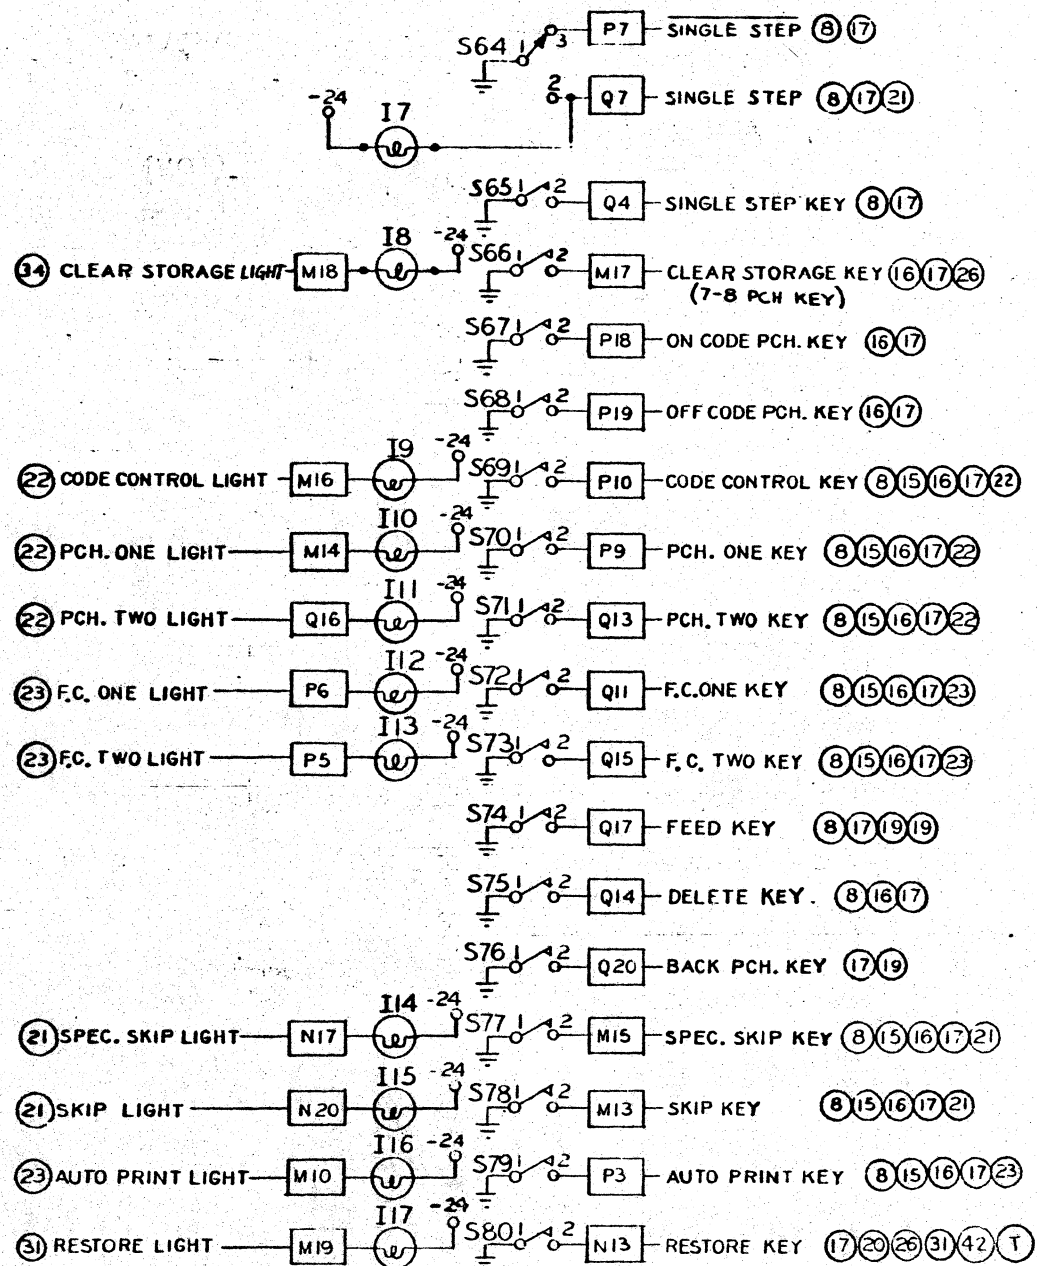 S64 1 3 P7 SINGLE STEP 8 17
-24 I7 2 Q7 SINGLE STEP 8 17 21
S65 1 2 Q4 SINGLE STEP KEY 8 17
34 CLEAR STORAGE LIGHT M18 I8 -24 S66 1 2 M17 CLEAR STORAGE KEY 16 17 26
(7-8 PCH KEY)
S67 1 2 P18 ON CODE PCH. KEY 16 17
S68 1 2 P19 OFF CODE PCH. KEY 16 17
22 CODE CONTROL LIGHT M16 I9 -24 S69 1 2 P10 CODE CONTROL KEY 8 15 16 17 22
22 PCH. ONE LIGHT M14 I10 -24 S70 1 2 P9 PCH. ONE KEY 8 15 16 17 22
22 PCH. TWO LIGHT Q16 I11 -24 S71 1 2 Q13 PCH. TWO KEY 8 15 16 17 22
23 F.C. ONE LIGHT P6 I12 -24 S72 1 2 Q11 F.C. ONE KEY 8 15 16 17 23
23 F.C. TWO LIGHT P5 I13 -24 S73 1 2 Q15 F.C. TWO KEY 8 15 16 17 23
S74 1 2 Q17 FEED KEY 8 17 19 19
S75 1 2 Q14 DELETE KEY. 8 16 17
S76 1 2 Q20 BACK PCH. KEY 17 19
21 SPEC. SKIP LIGHT N17 I14 -24 S77 1 2 M15 SPEC. SKIP KEY 8 15 16 17 21
21 SKIP LIGHT N20 I15 -24 S78 1 2 M13 SKIP KEY 8 15 16 17 21
23 AUTO PRINT LIGHT M10 I16 -24 S79 1 2 P3 AUTO PRINT KEY 8 15 16 17 23
31 RESTORE LIGHT M19 I17 -24 S80 1 2 N13 RESTORE KEY 17 20 26 31 42 T